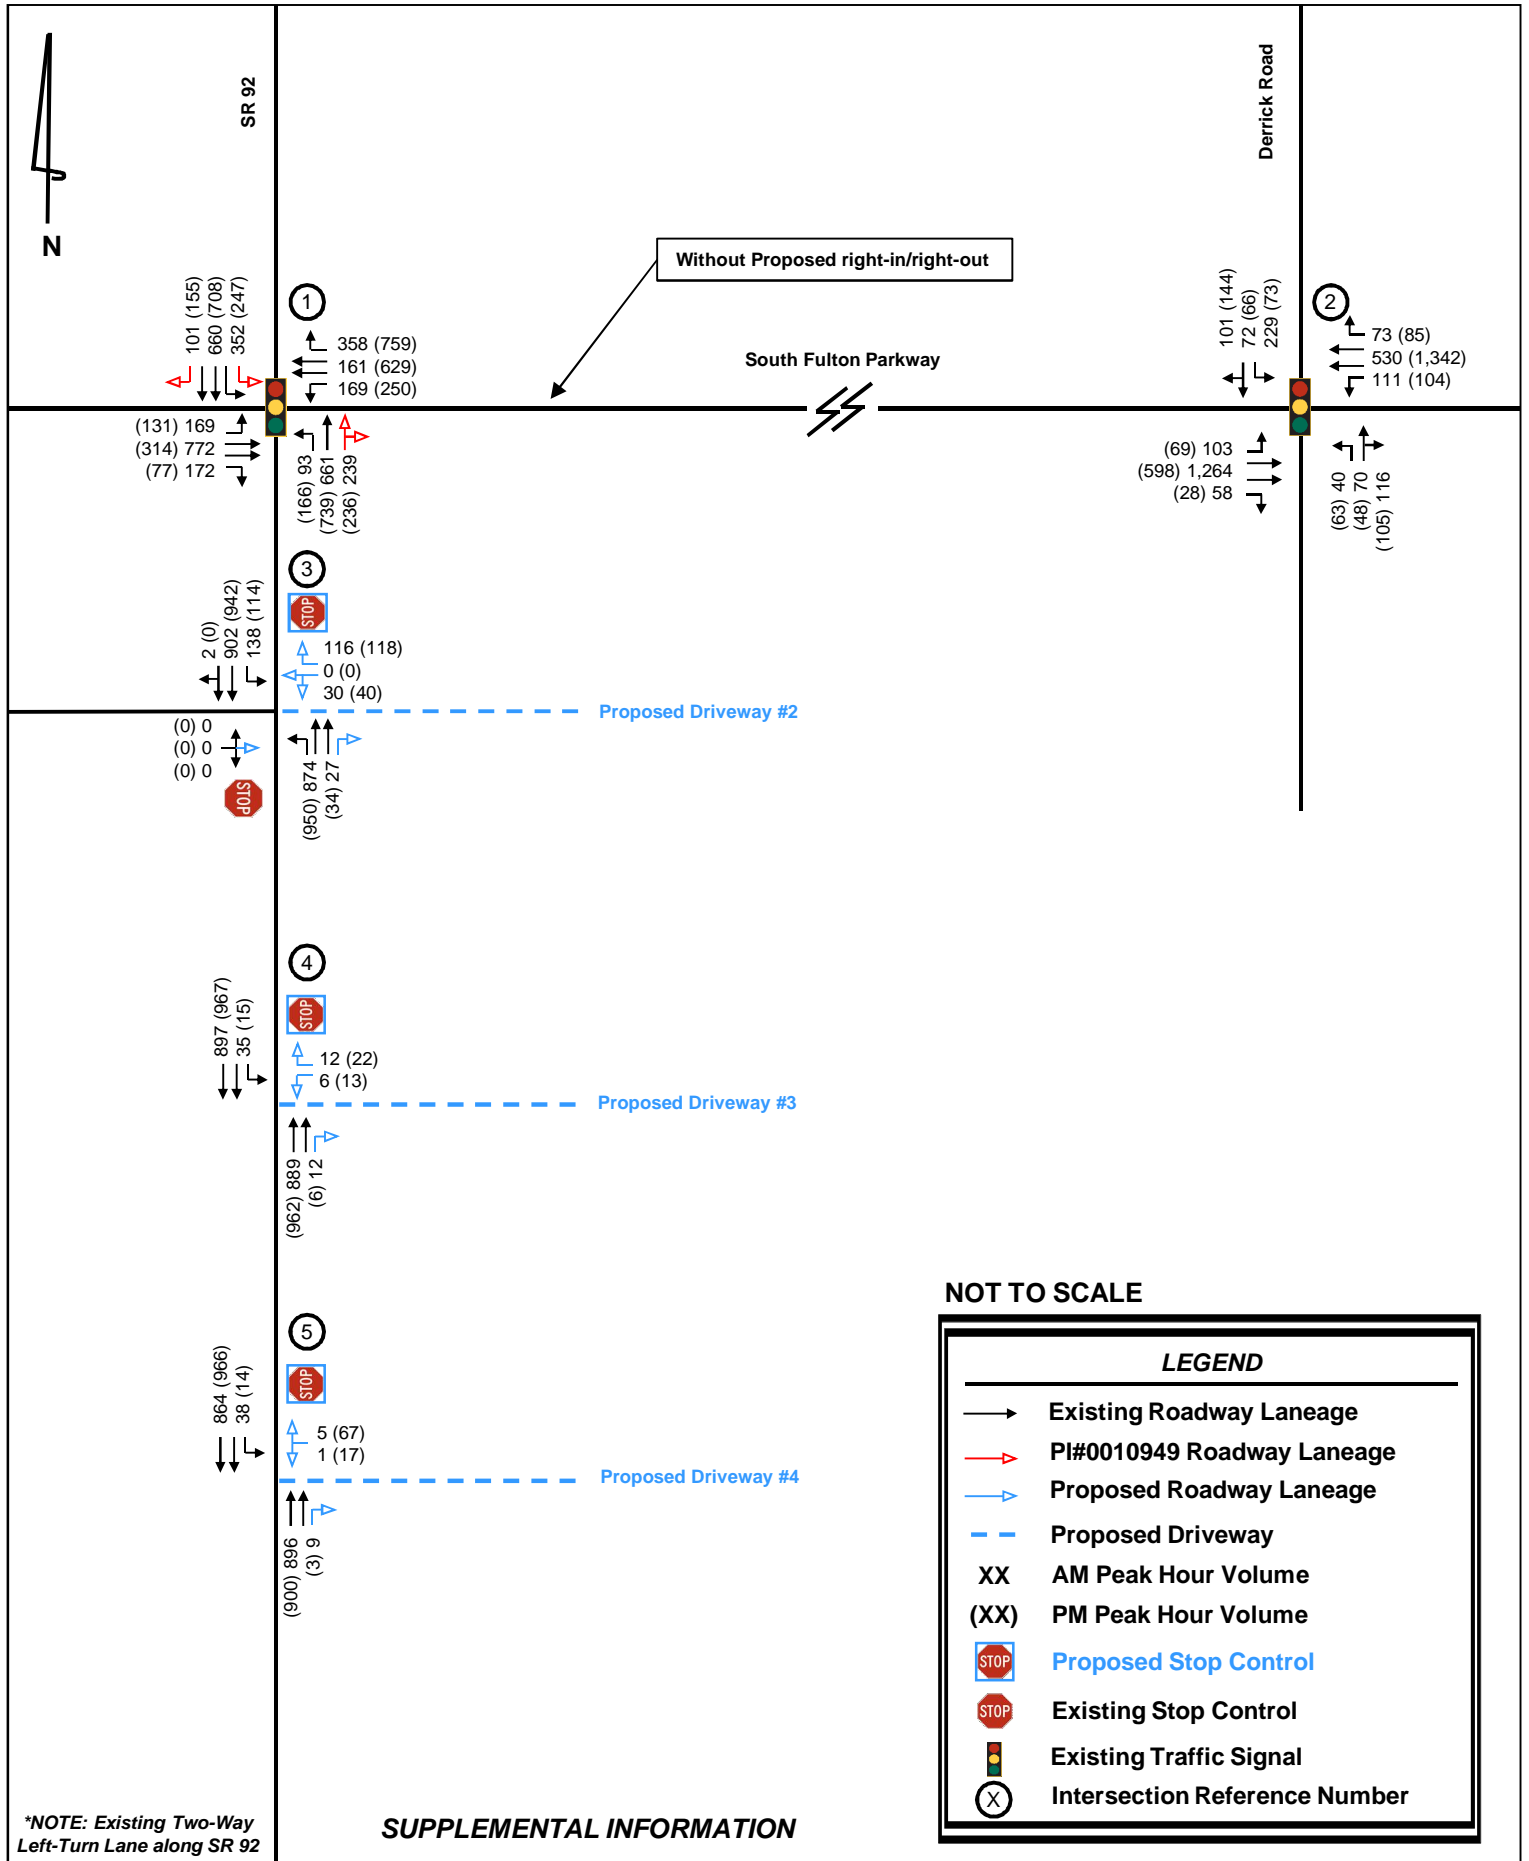 SR 92
Derrick Road
N
Without Proposed right-in/right-out
101 (155)
660 (708)
352 (247)
1
358 (759)
161 (629)
169 (250)
South Fulton Parkway
101 (144)
72 (66)
229 (73)
2
73 (85)
530 (1,342)
111 (104)
(131) 169
(314) 772
(77) 172
(166) 93
(739) 661
(236) 239
(69) 103
(598) 1,264
(28) 58
(63) 40
(48) 70
(105) 116
3
STOP
2 (0)
902 (942)
138 (114)
116 (118)
0 (0)
30 (40)
Proposed Driveway #2
(0) 0
(0) 0
(0) 0
STOP
(950) 874
(34) 27
4
STOP
897 (967)
35 (15)
12 (22)
6 (13)
Proposed Driveway #3
(962) 889
(6) 12
5
STOP
864 (966)
38 (14)
5 (67)
1 (17)
Proposed Driveway #4
(900) 896
(3) 9
NOT TO SCALE
LEGEND
Existing Roadway Laneage
PI#0010949 Roadway Laneage
Proposed Roadway Laneage
Proposed Driveway
XX AM Peak Hour Volume
(XX) PM Peak Hour Volume
STOP Proposed Stop Control
STOP Existing Stop Control
Existing Traffic Signal
X Intersection Reference Number
*NOTE: Existing Two-Way
Left-Turn Lane along SR 92
SUPPLEMENTAL INFORMATION